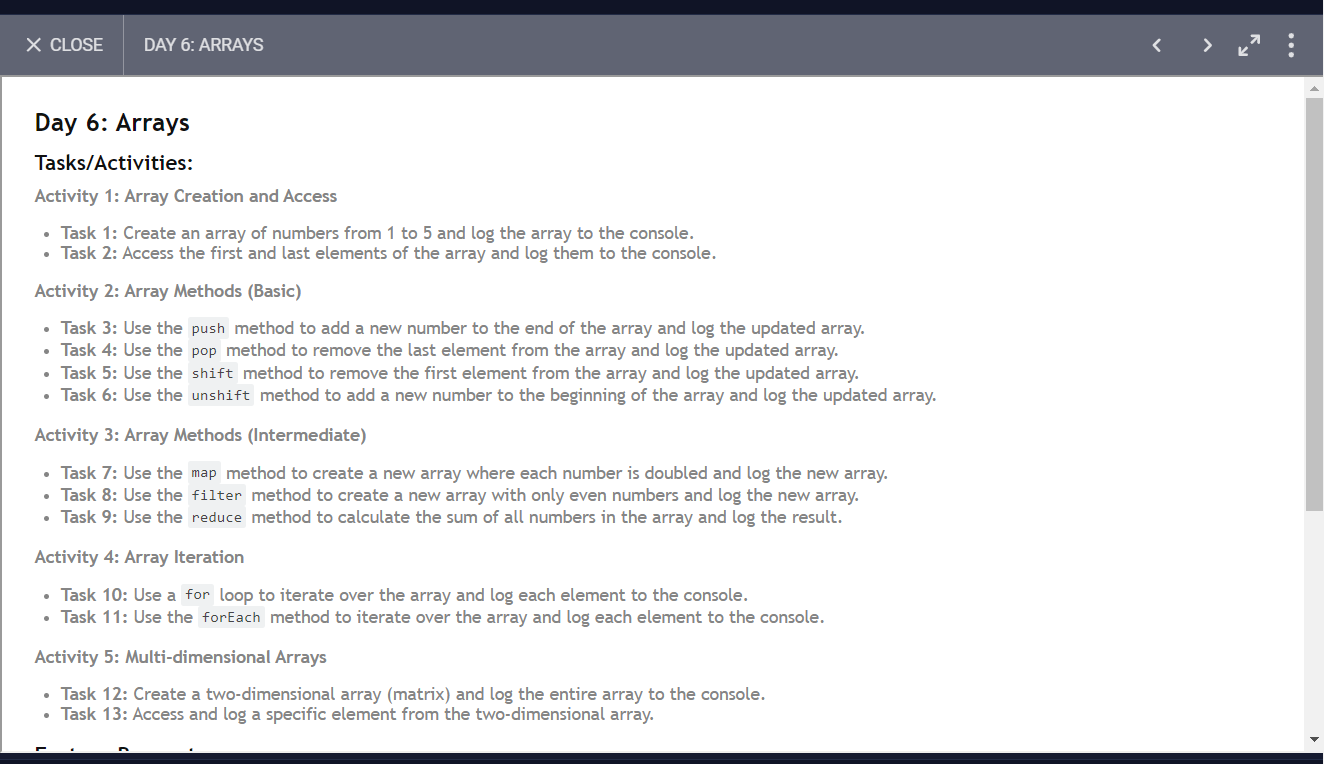 CLOSE
DAY 6: ARRAYS
Day 6: Arrays
Tasks/Activities:
Activity 1: Array Creation and Access
Task 1: Create an array of numbers from 1 to 5 and log the array to the console.
Task 2: Access the first and last elements of the array and log them to the console.
Activity 2: Array Methods (Basic)
Task 3: Use the push method to add a new number to the end of the array and log the updated array.
Task 4: Use the pop method to remove the last element from the array and log the updated array.
Task 5: Use the shift method to remove the first element from the array and log the updated array.
Task 6: Use the unshift method to add a new number to the beginning of the array and log the updated array.
Activity 3: Array Methods (Intermediate)
Task 7: Use the map method to create a new array where each number is doubled and log the new array.
Task 8: Use the filter method to create a new array with only even numbers and log the new array.
Task 9: Use the reduce method to calculate the sum of all numbers in the array and log the result.
Activity 4: Array Iteration
Task 10: Use a for loop to iterate over the array and log each element to the console.
Task 11: Use the forEach method to iterate over the array and log each element to the console.
Activity 5: Multi-dimensional Arrays
Task 12: Create a two-dimensional array (matrix) and log the entire array to the console.
Task 13: Access and log a specific element from the two-dimensional array.